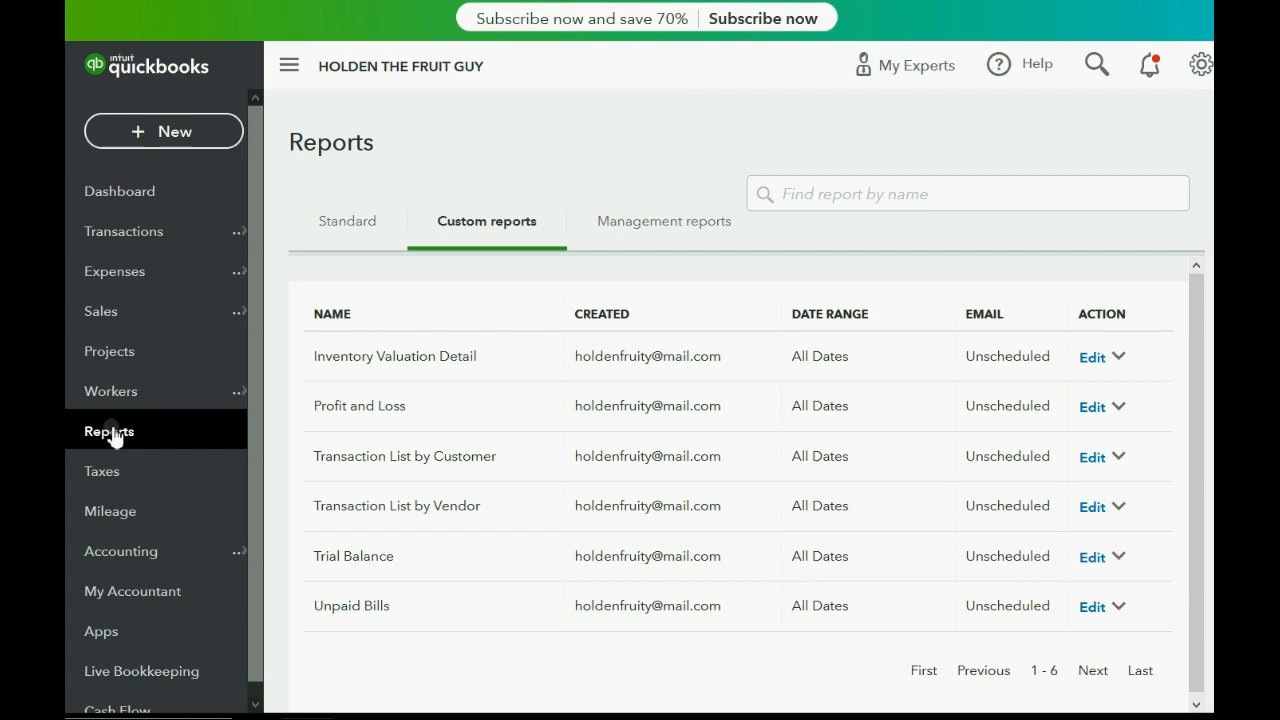 Subscribe now and save 70% Subscribe now
intuit quickbooks
HOLDEN THE FRUIT GUY
My Experts
Help
+ New
Dashboard
Transactions
Expenses
Sales
Projects
Workers
Reports
Taxes
Mileage
Accounting
My Accountant
Apps
Live Bookkeeping
Cash Flow
Reports
Find report by name
Standard Custom reports Management reports
NAME CREATED DATE RANGE EMAIL ACTION
Inventory Valuation Detail holdenfruity@mail.com All Dates Unscheduled Edit
Profit and Loss holdenfruity@mail.com All Dates Unscheduled Edit
Transaction List by Customer holdenfruity@mail.com All Dates Unscheduled Edit
Transaction List by Vendor holdenfruity@mail.com All Dates Unscheduled Edit
Trial Balance holdenfruity@mail.com All Dates Unscheduled Edit
Unpaid Bills holdenfruity@mail.com All Dates Unscheduled Edit
First Previous 1 - 6 Next Last